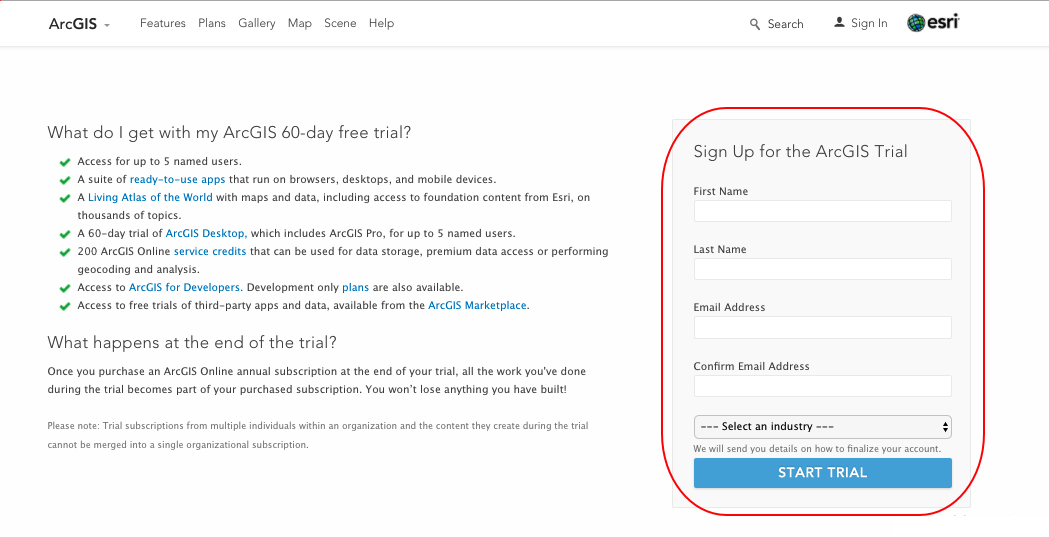 ArcGIS Features Plans Gallery Map Scene Help Search Sign In esri
What do I get with my ArcGIS 60-day free trial?
Access for up to 5 named users.
A suite of ready-to-use apps that run on browsers, desktops, and mobile devices.
A Living Atlas of the World with maps and data, including access to foundation content from Esri, on
thousands of topics.
A 60-day trial of ArcGIS Desktop, which includes ArcGIS Pro, for up to 5 named users.
200 ArcGIS Online service credits that can be used for data storage, premium data access or performing
geocoding and analysis.
Access to ArcGIS for Developers. Development only plans are also available.
Access to free trials of third-party apps and data, available from the ArcGIS Marketplace.
What happens at the end of the trial?
Once you purchase an ArcGIS Online annual subscription at the end of your trial, all the work you've done
during the trial becomes part of your purchased subscription. You won't lose anything you have built!
Please note: Trial subscriptions from multiple individuals within an organization and the content they create during the trial
cannot be merged into a single organizational subscription.
Sign Up for the ArcGIS Trial
First Name
Last Name
Email Address
Confirm Email Address
--- Select an industry ---
We will send you details on how to finalize your account.
START TRIAL